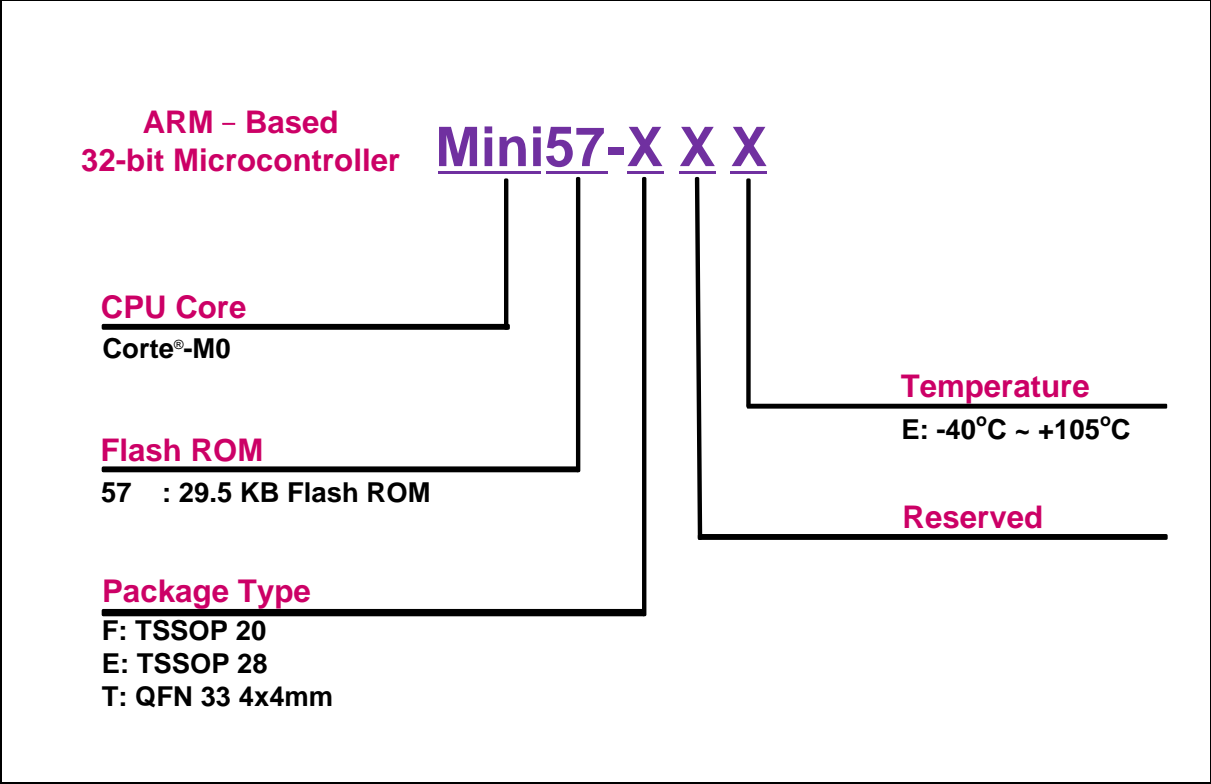 ARM – Based
32-bit Microcontroller
Mini57-X X X
CPU Core
Corte®-M0
Temperature
E: -40°C ~ +105°C
Flash ROM
57 : 29.5 KB Flash ROM
Reserved
Package Type
F: TSSOP 20
E: TSSOP 28
T: QFN 33 4x4mm